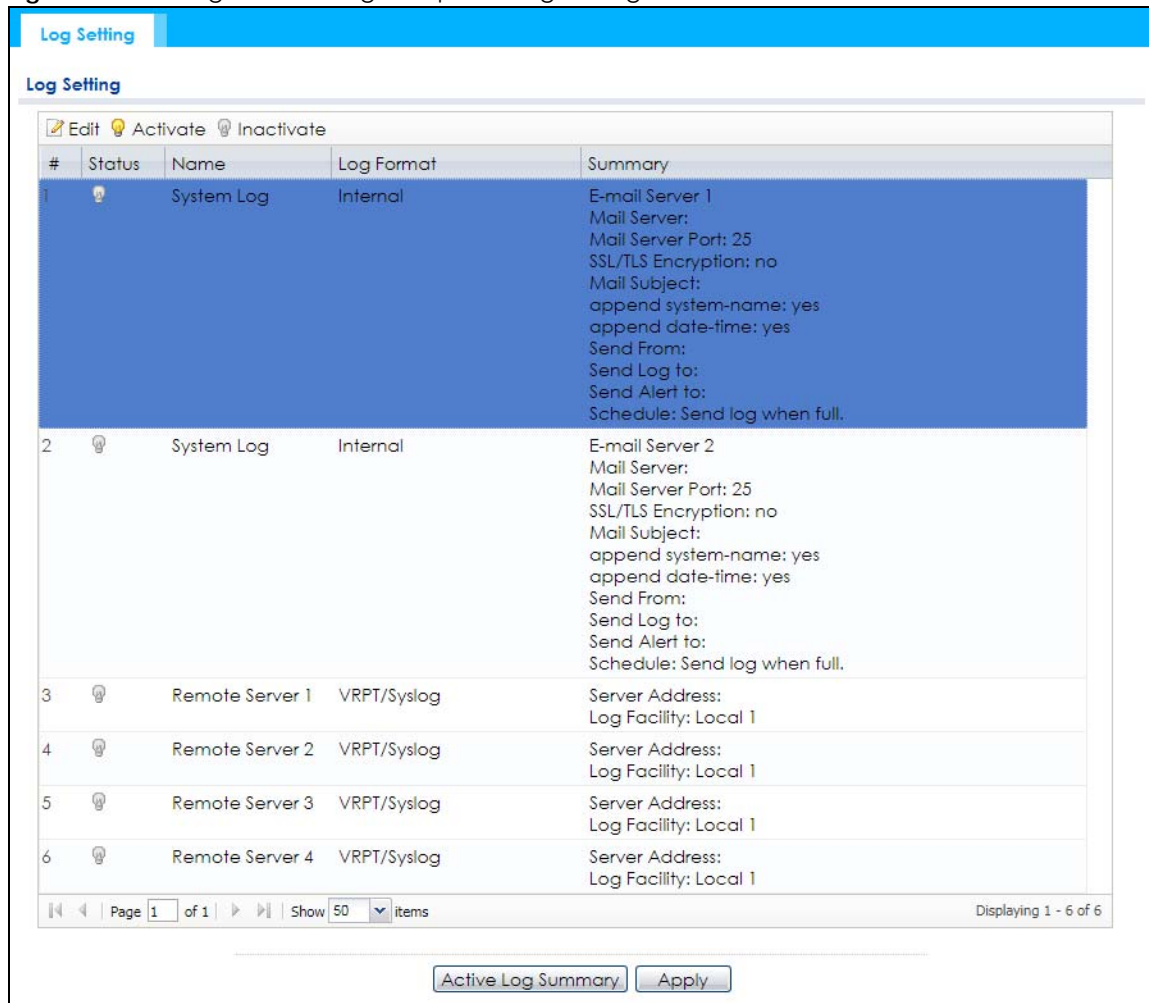 Log Setting
Log Setting
Edit Activate Inactivate
# Status Name Log Format Summary
1 System Log Internal E-mail Server 1
Mail Server:
Mail Server Port: 25
SSL/TLS Encryption: no
Mail Subject:
append system-name: yes
append date-time: yes
Send From:
Send Log to:
Send Alert to:
Schedule: Send log when full.
2 System Log Internal E-mail Server 2
Mail Server:
Mail Server Port: 25
SSL/TLS Encryption: no
Mail Subject:
append system-name: yes
append date-time: yes
Send From:
Send Log to:
Send Alert to:
Schedule: Send log when full.
3 Remote Server 1 VRPT/Syslog Server Address:
Log Facility: Local 1
4 Remote Server 2 VRPT/Syslog Server Address:
Log Facility: Local 1
5 Remote Server 3 VRPT/Syslog Server Address:
Log Facility: Local 1
6 Remote Server 4 VRPT/Syslog Server Address:
Log Facility: Local 1
Page 1 of 1 Show 50 items Displaying 1 - 6 of 6
Active Log Summary Apply